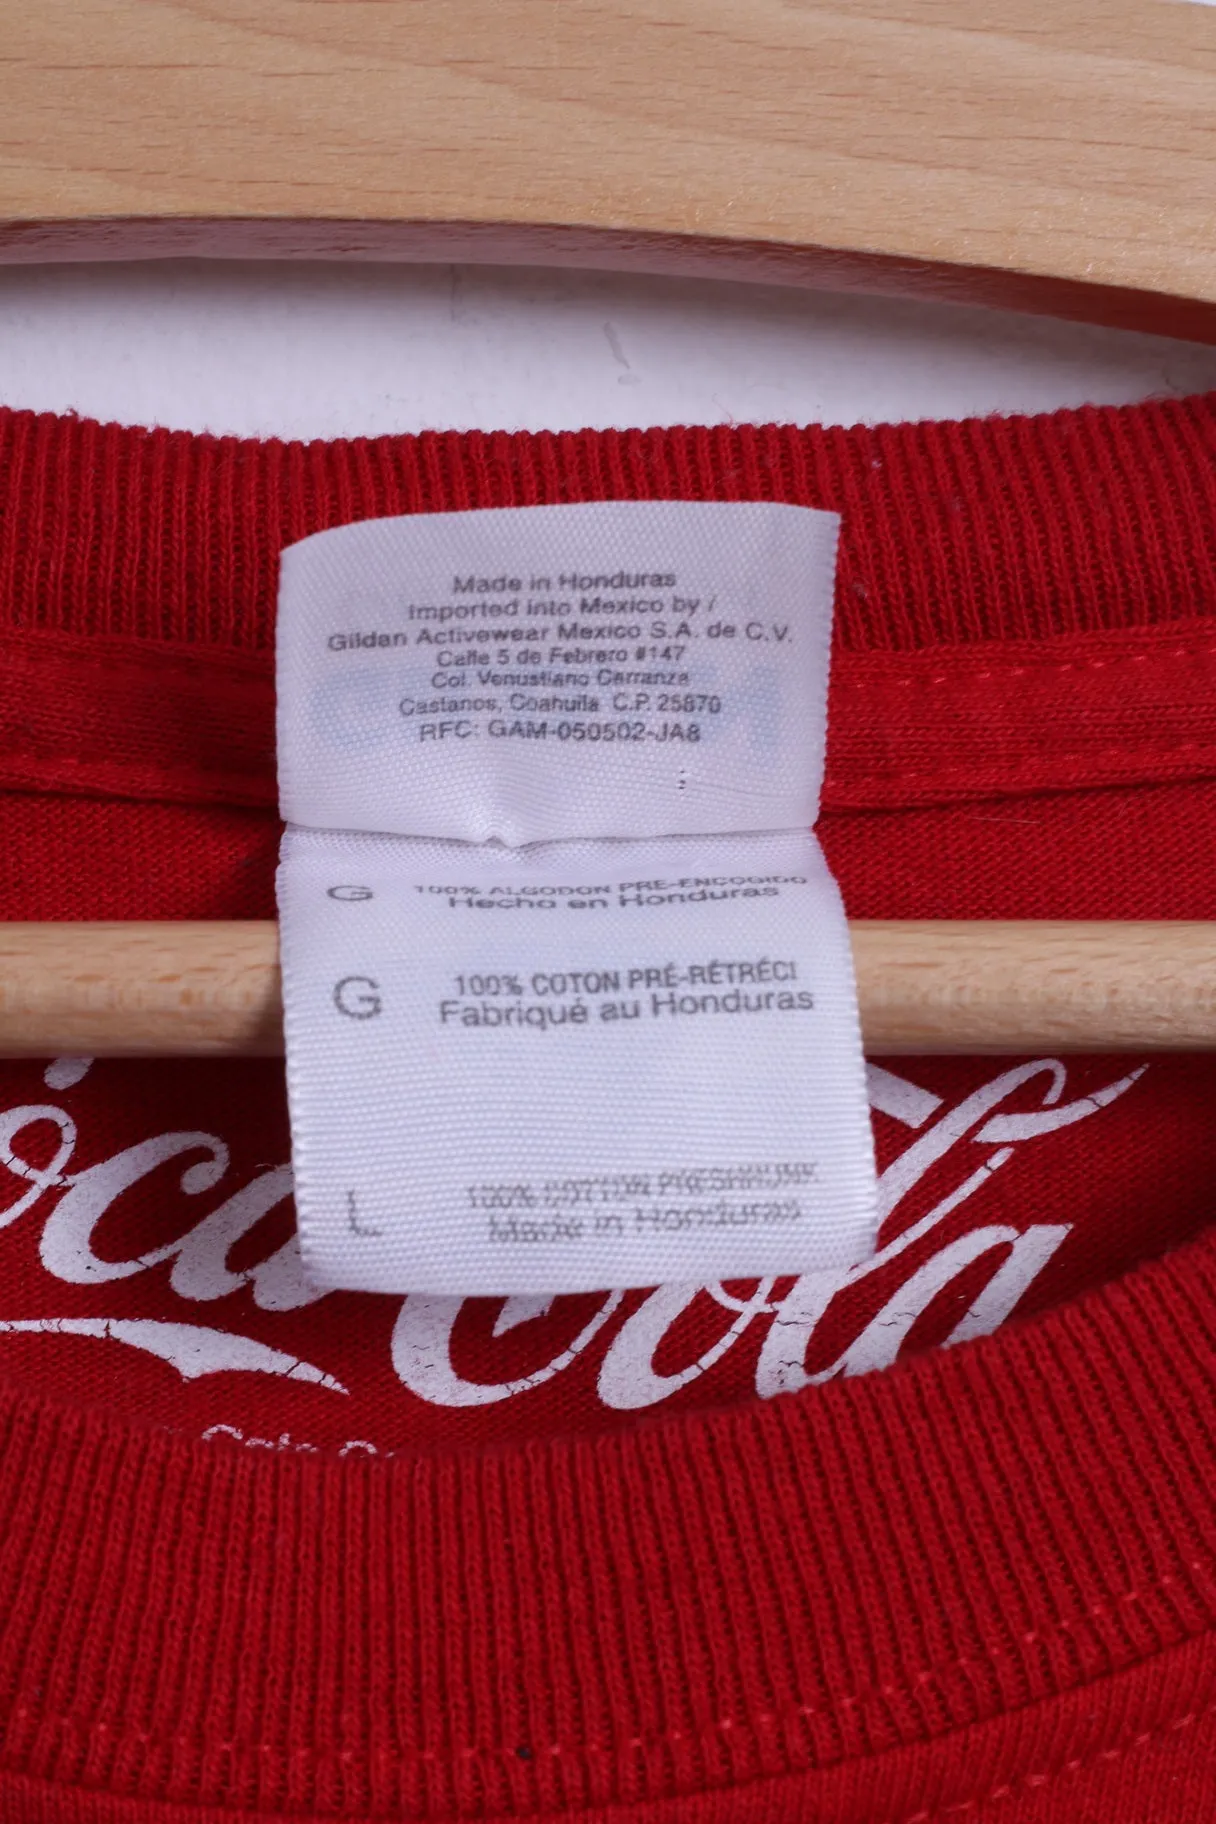 Made in Honduras
Imported into Mexico by /
Gildan Activewear Mexico S.A. de C.V.
Calle 5 de Febrero #147
Col. Venustiano Carranza
Castanos, Coahuila C.P. 25870
RFC: GAM-050502-JA8
G 100% ALGODON PRE-ENCOGIDO
Hecho en Honduras
G 100% COTON PRÉ-RÉTRÉCI
Fabriqué au Honduras
L 100% COTTON PRESHRUNK
Made in Honduras
Coca Cola